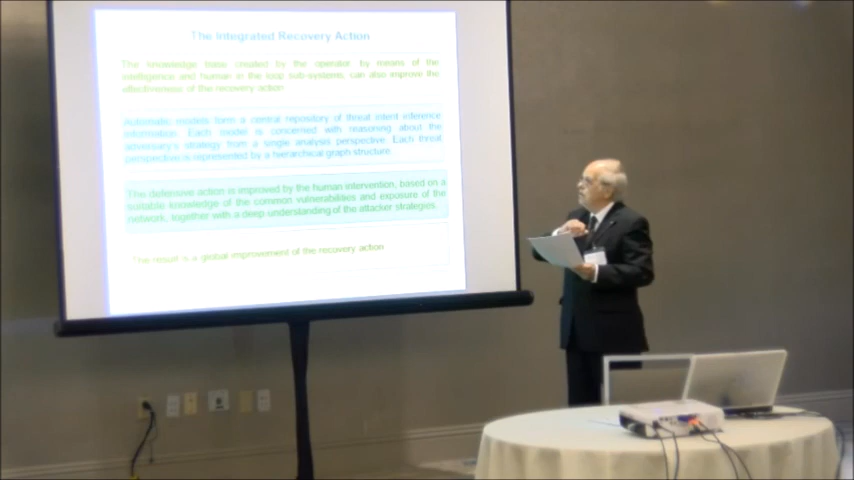 The Integrated Recovery Action
The knowledge base created by the operator, by means of the
intelligence and human in the loop sub-systems, can also improve the
effectiveness of the recovery action
Automatic models form a central repository of threat intent inference
information. Each model is concerned with reasoning about the
adversary's strategy from a single analysis perspective. Each threat
perspective is represented by a hierarchical graph structure.
The defensive action is improved by the human intervention, based on a
suitable knowledge of the common vulnerabilities and exposure of the
network, together with a deep understanding of the attacker strategies.
The result is a global improvement of the recovery action